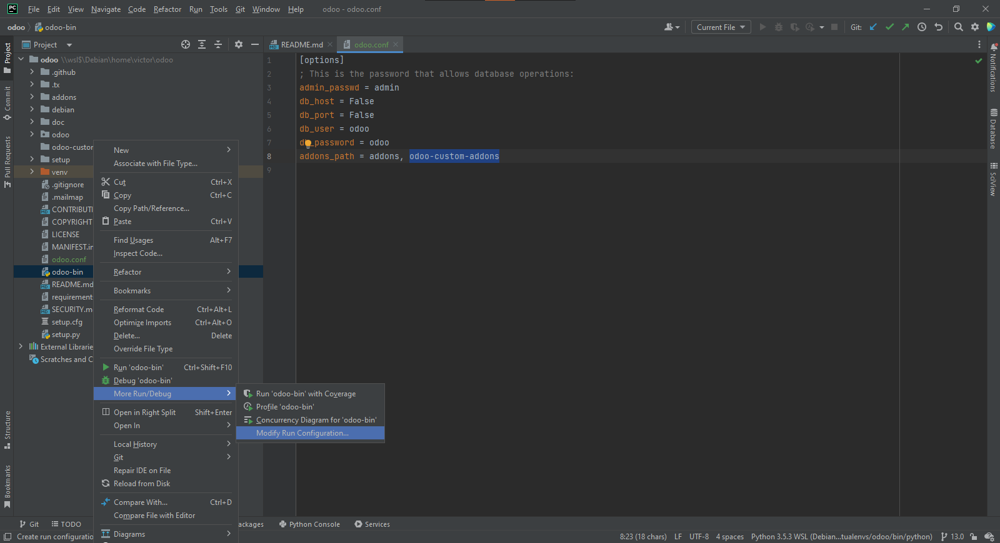 PC File Edit View Navigate Code Refactor Run Tools Git Window Help odoo - odoo.conf
odoo odoo-bin Current File Git:
Project README.md odoo.conf
Project
Commit
Pull Requests
Structure
Bookmarks
odoo \\wsl$\Debian\home\victor\odoo
.github
.tx
addons
debian
doc
odoo
odoo-custor
setup
venv
.gitignore
.mailmap
CONTRIBUTI
COPYRIGHT
LICENSE
MANIFEST.in
odoo.conf
odoo-bin
README.md
requirement
SECURITY.m
setup.cfg
setup.py
External Librarie
Scratches and C
New
Associate with File Type...
Cut Ctrl+X
Copy Ctrl+C
Copy Path/Reference...
Paste Ctrl+V
Find Usages Alt+F7
Inspect Code...
Refactor
Bookmarks
Reformat Code Ctrl+Alt+L
Optimize Imports Ctrl+Alt+O
Delete... Delete
Override File Type
Run 'odoo-bin' Ctrl+Shift+F10
Debug 'odoo-bin'
More Run/Debug
Open in Right Split Shift+Enter
Open In
Local History
Git
Repair IDE on File
Reload from Disk
Compare With... Ctrl+D
Compare File with Editor
Diagrams
Run 'odoo-bin' with Coverage
Profile 'odoo-bin'
Concurrency Diagram for 'odoo-bin'
Modify Run Configuration...
1 [options]
2 ; This is the password that allows database operations:
3 admin_passwd = admin
4 db_host = False
5 db_port = False
6 db_user = odoo
7 db_password = odoo
8 addons_path = addons, odoo-custom-addons
9
Notifications
Database
SciView
Git TODO ackages Python Console Services
Create run configuratio 8:23 (18 chars) LF UTF-8 4 spaces Python 3.5.3 WSL (Debian...tualenvs/odoo/bin/python) 13.0